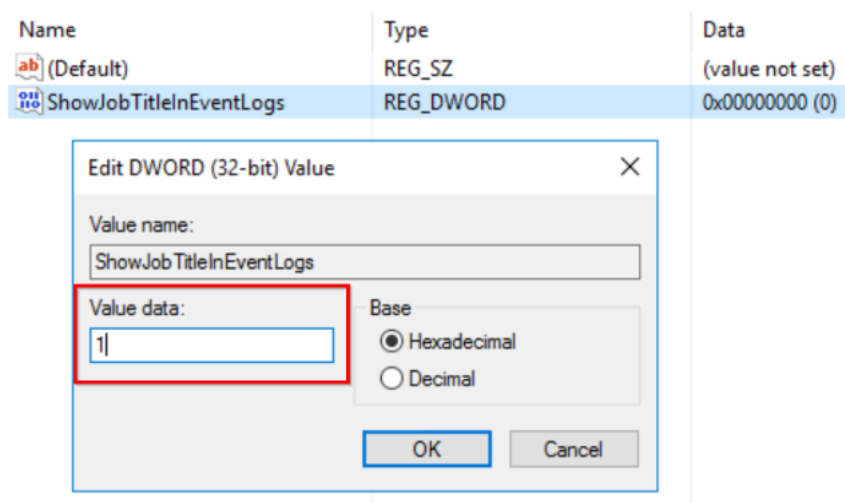 Name Type Data
ab (Default) REG_SZ (value not set)
ShowJobTitleInEventLogs REG_DWORD 0x00000000 (0)
Edit DWORD (32-bit) Value
Value name:
ShowJobTitleInEventLogs
Value data: Base
1 Hexadecimal
Decimal
OK Cancel